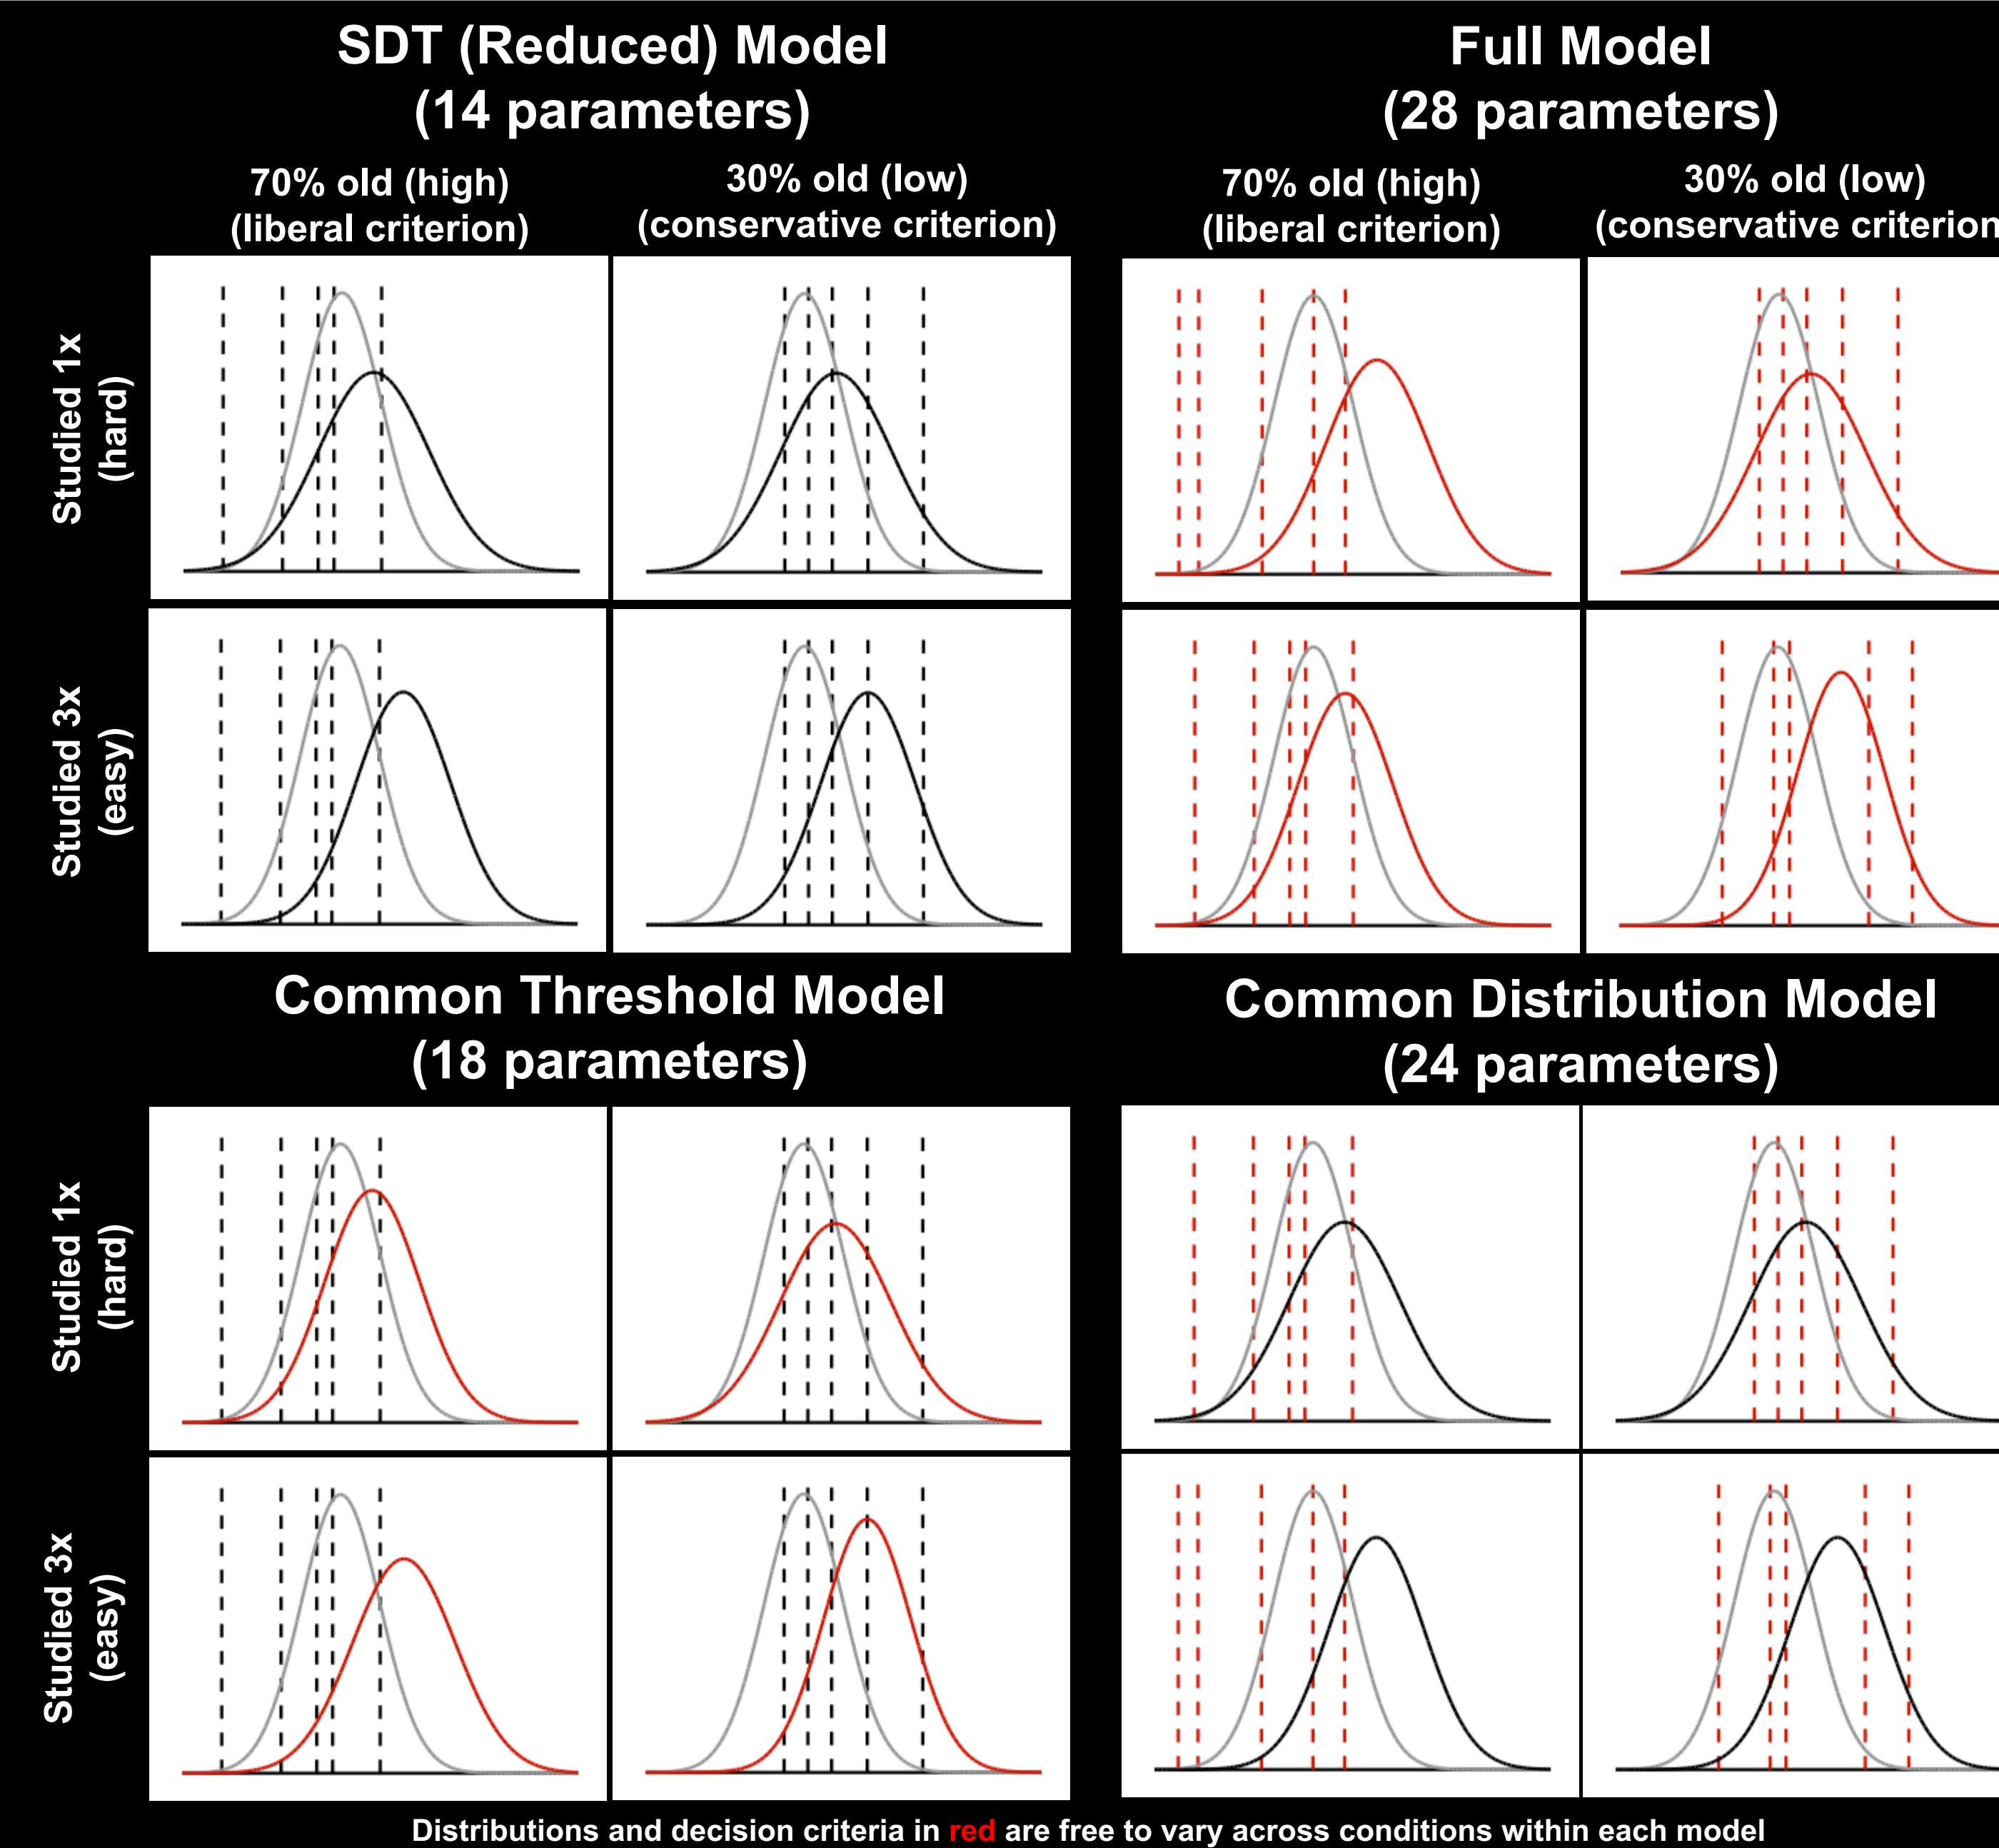 SDT (Reduced) Model
(14 parameters)
70% old (high)
(liberal criterion)
30% old (low)
(conservative criterion)
Studied 1x
(hard)
Studied 3x
(easy)
Full Model
(28 parameters)
70% old (high)
(liberal criterion)
30% old (low)
(conservative criterion
Common Threshold Model
(18 parameters)
Studied 1x
(hard)
Studied 3x
(easy)
Common Distribution Model
(24 parameters)
Distributions and decision criteria in red are free to vary across conditions within each model